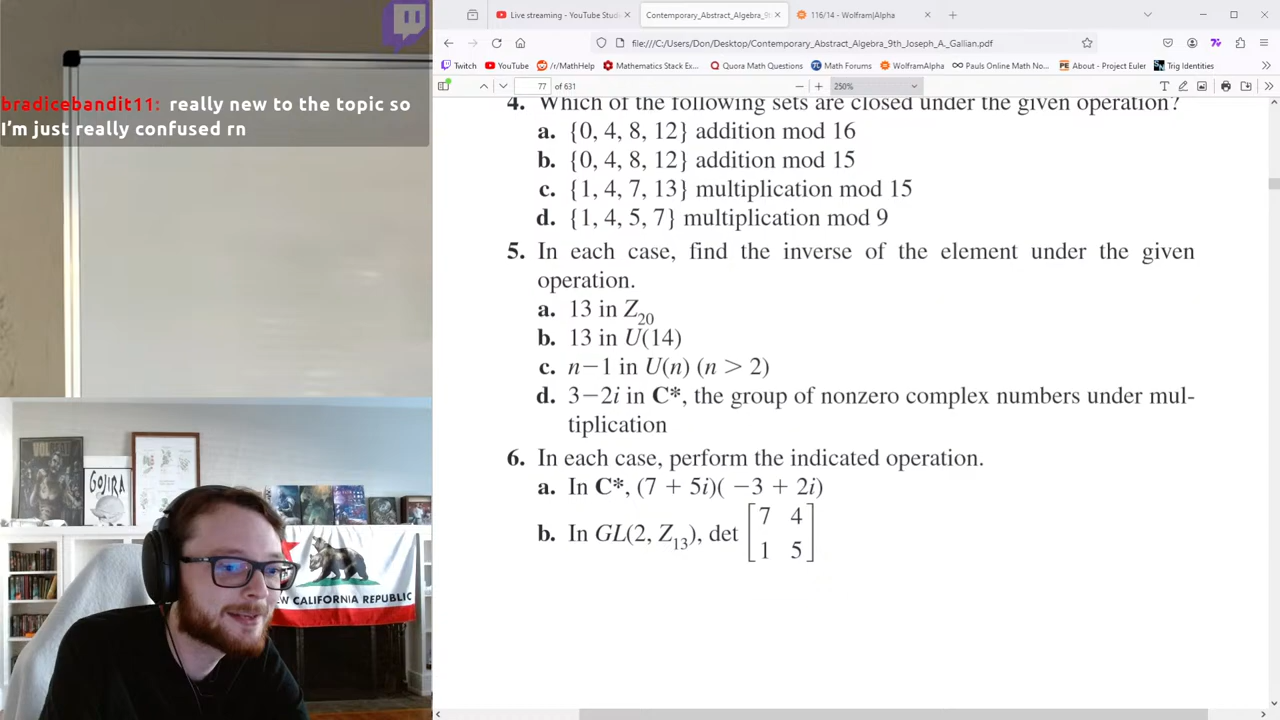 Live streaming - YouTube Stud
Contemporary_Abstract_Algebra_9t
116/14 - Wolfram|Alpha
file:///C:/Users/Don/Desktop/Contemporary_Abstract_Algebra_9th_Joseph_A._Gallian.pdf
Twitch
YouTube
r/MathHelp
Mathematics Stack Ex...
Quora Math Questions
Math Forums
WolframAlpha
Pauls Online Math No...
About - Project Euler
Trig Identities
77 of 631
250%
bradicebandit11: really new to the topic so
I'm just really confused rn
4. Which of the following sets are closed under the given operation?
a. {0, 4, 8, 12} addition mod 16
b. {0, 4, 8, 12} addition mod 15
c. {1, 4, 7, 13} multiplication mod 15
d. {1, 4, 5, 7} multiplication mod 9
5. In each case, find the inverse of the element under the given
operation.
a. 13 in Z20
b. 13 in U(14)
c. n−1 in U(n) (n > 2)
d. 3−2i in C*, the group of nonzero complex numbers under mul-
tiplication
6. In each case, perform the indicated operation.
a. In C*, (7 + 5i)( −3 + 2i)
b. In GL(2, Z13), det [7 4
1 5]
VOLBEAT
GOJIRA
CALIFORNIA REPUBLIC